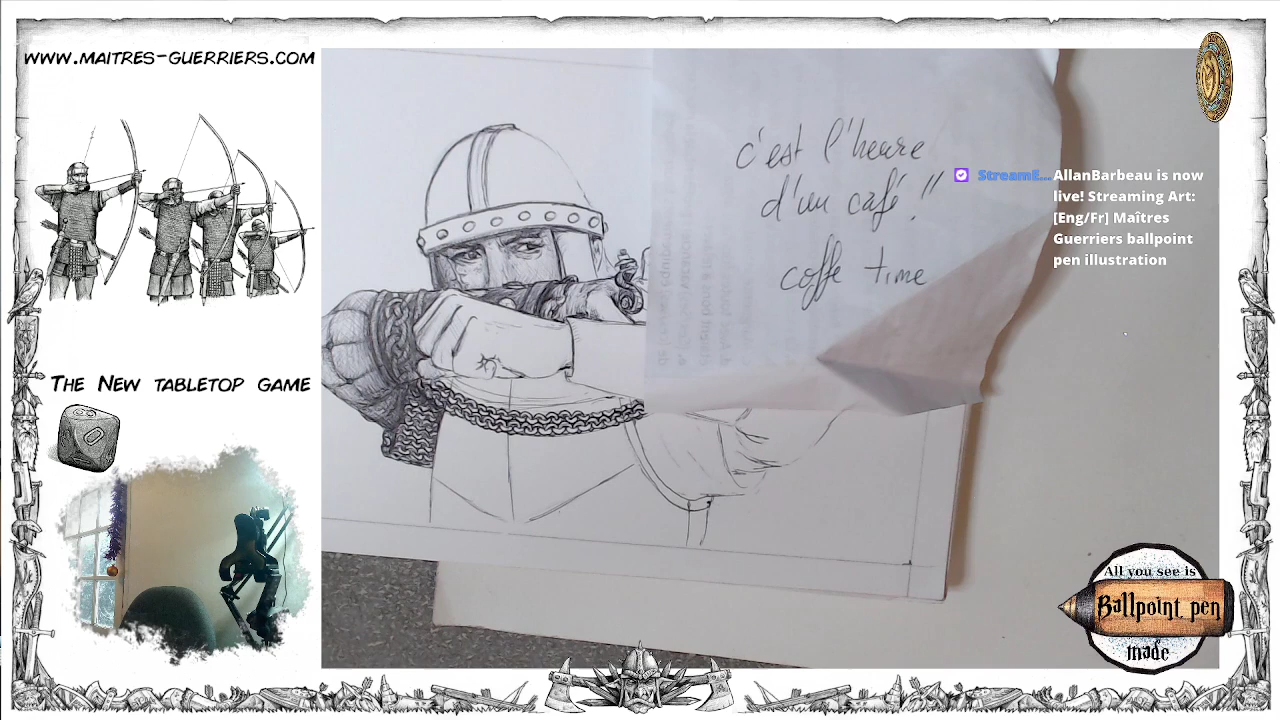 www.maitres-guerriers.com
The New tabletop game
c'est l'heure
d'un café!!
coffe time
StreamE....AllanBarbeau is now
live! Streaming Art:
[Eng/Fr] Maîtres
Guerriers ballpoint
pen illustration
All you see is
Ballpoint pen
made